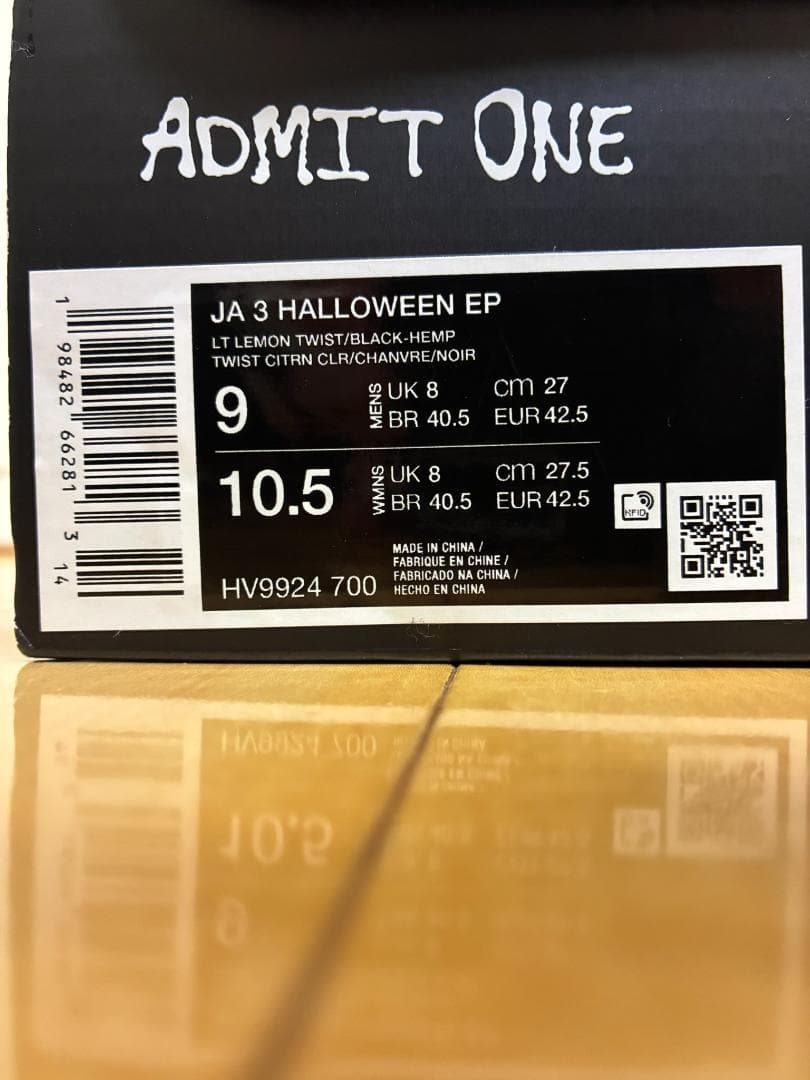 ADMIT ONE
JA 3 HALLOWEEN EP
LT LEMON TWIST/BLACK-HEMP
TWIST CITRN CLR/CHANVRE/NOIR
9 MENS UK 8 cm 27
BR 40.5 EUR 42.5
10.5 WMNS UK 8 cm 27.5
BR 40.5 EUR 42.5
RFID
MADE IN CHINA /
FABRIQUE EN CHINE /
FABRICADO NA CHINA /
HECHO EN CHINA
HV9924 700
1 98482 66281 3 14